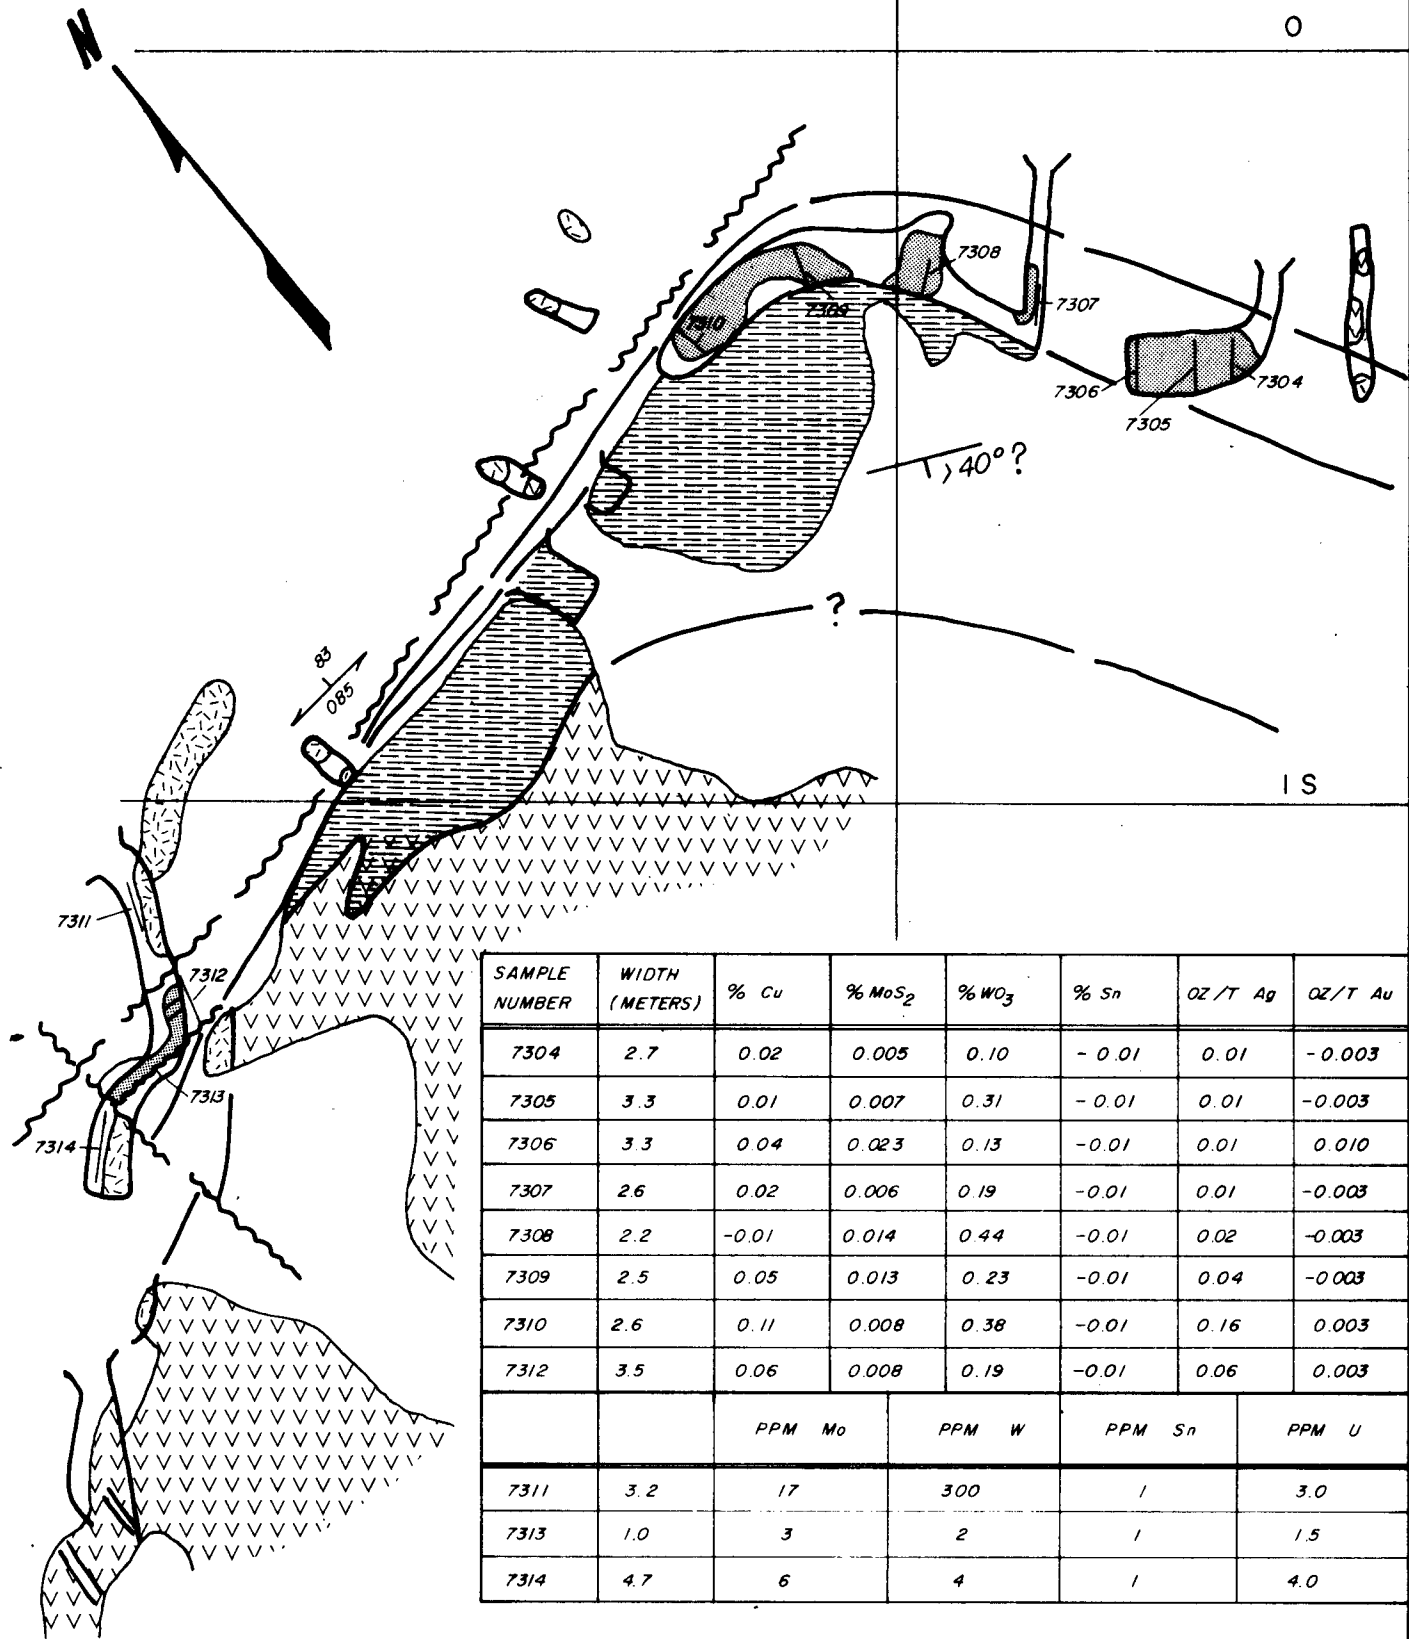 N
O
7308
7307
7309
7310
7306
7304
7305
40°?
?
83
085
1 S
7311
7312
7313
7314
SAMPLE NUMBER WIDTH (METERS) % Cu % MoS2 % WO3 % Sn OZ/T Ag OZ/T Au
7304 2.7 0.02 0.005 0.10 -0.01 0.01 -0.003
7305 3.3 0.01 0.007 0.31 -0.01 0.01 -0.003
7306 3.3 0.04 0.023 0.13 -0.01 0.01 0.010
7307 2.6 0.02 0.006 0.19 -0.01 0.01 -0.003
7308 2.2 -0.01 0.014 0.44 -0.01 0.02 -0.003
7309 2.5 0.05 0.013 0.23 -0.01 0.04 -0.003
7310 2.6 0.11 0.008 0.38 -0.01 0.16 0.003
7312 3.5 0.06 0.008 0.19 -0.01 0.06 0.003
PPM Mo PPM W PPM Sn PPM U
7311 3.2 17 300 1 3.0
7313 1.0 3 2 1 1.5
7314 4.7 6 4 1 4.0